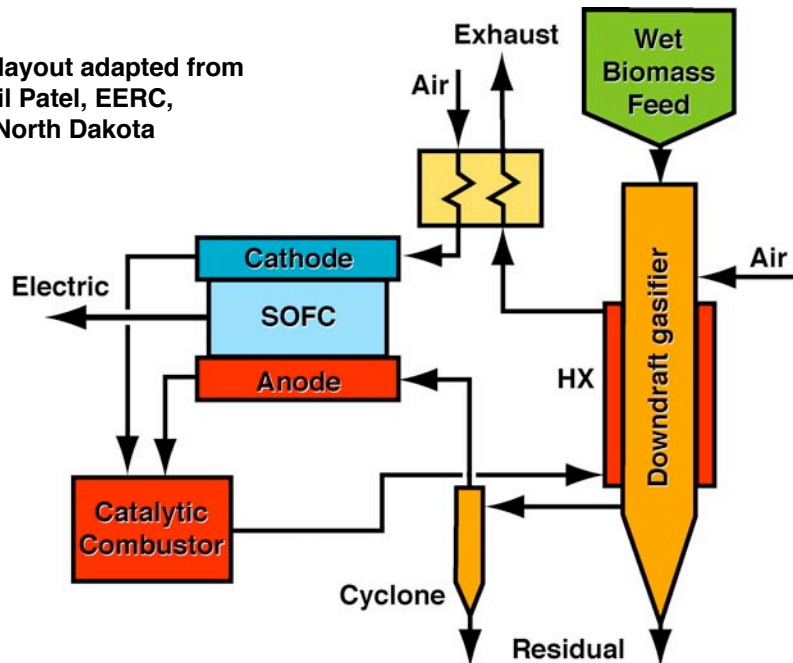 layout adapted from
il Patel, EERC,
North Dakota
Exhaust
Air
Wet
Biomass
Feed
Cathode
Electric
SOFC
Anode
Air
HX
Downdraft gasifier
Catalytic
Combustor
Cyclone
Residual